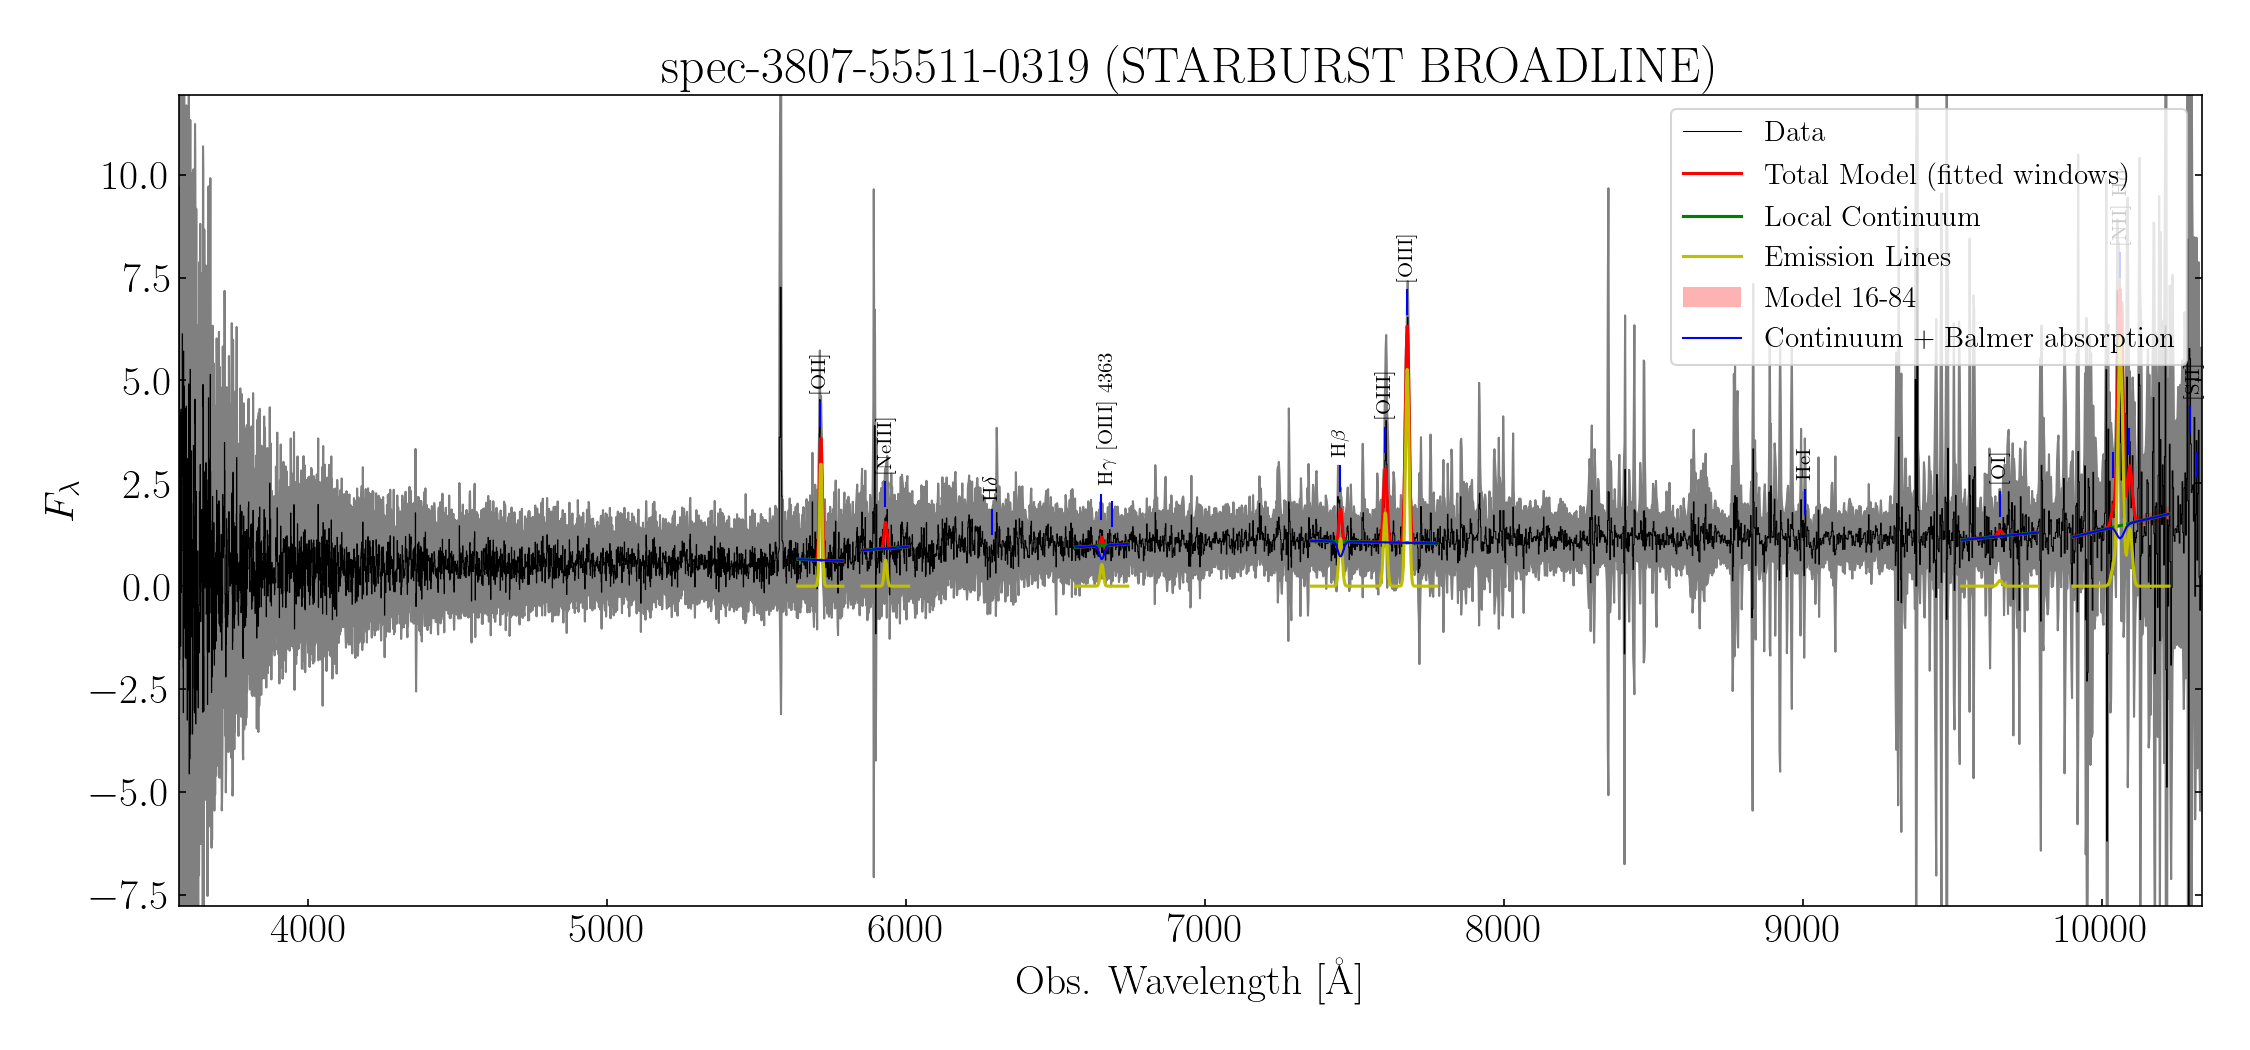 spec-3807-55511-0319 (STARBURST BROADLINE)
Data
Total Model (fitted windows)
Local Continuum
Emission Lines
Model 16-84
Continuum + Balmer absorption
[OII]
[NeIII]
Hδ
Hγ [OIII] 4363
Hβ
[OIII]
[OIII]
HeI
[OI]
[NII]
[SII]
10.0
7.5
5.0
2.5
0.0
−2.5
−5.0
−7.5
Fλ
4000
5000
6000
7000
8000
9000
10000
Obs. Wavelength [Å]